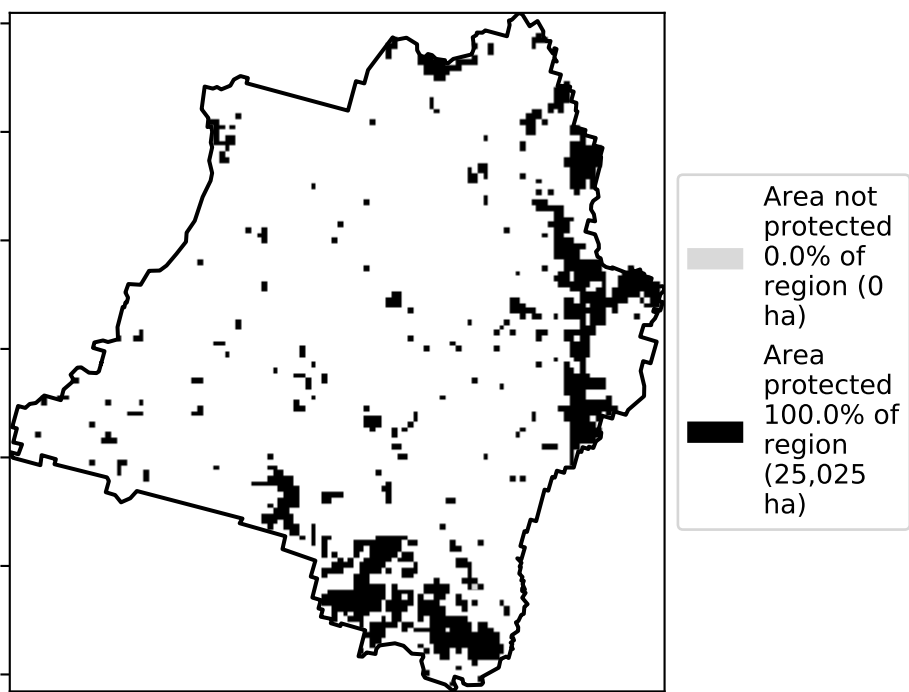 Area not
protected
0.0% of
region (0
ha)
Area
protected
100.0% of
region
(25,025
ha)